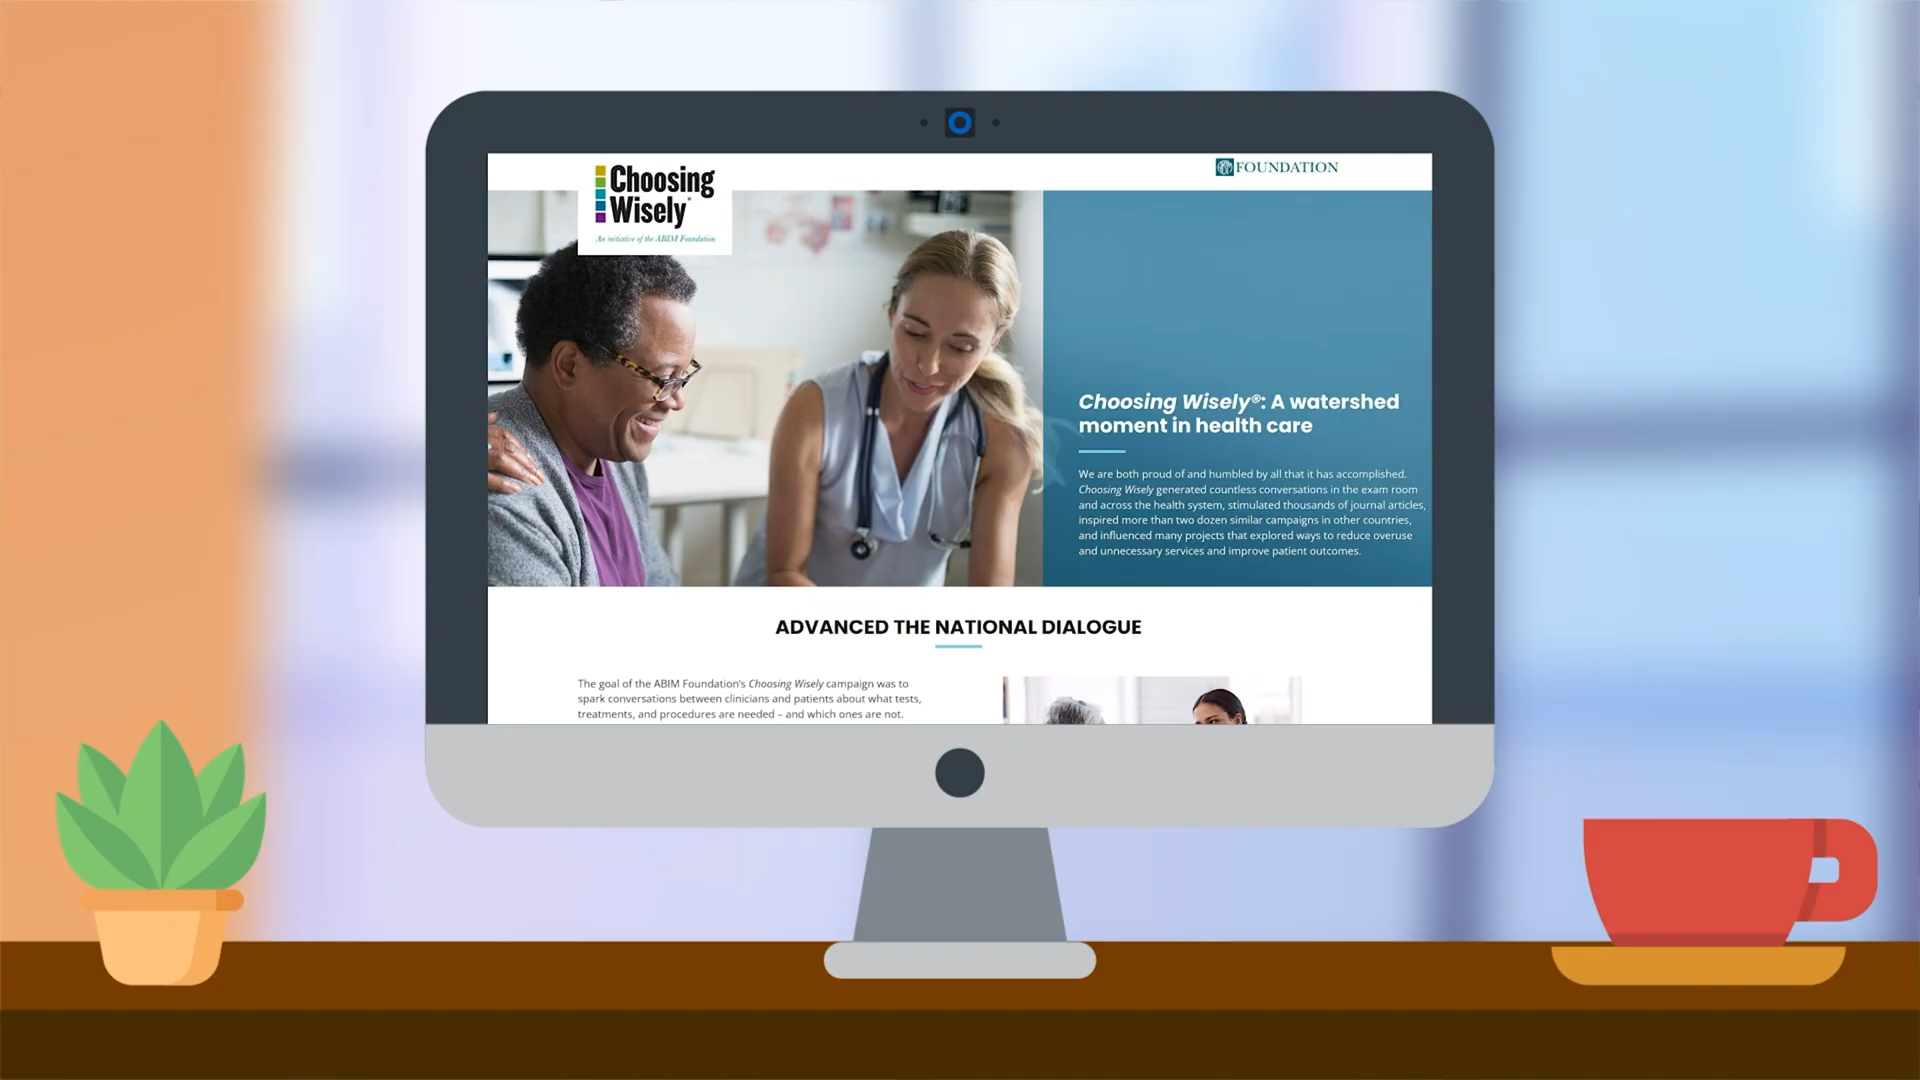 Choosing
Wisely®
An initiative of the ABIM Foundation
ABIM FOUNDATION
Choosing Wisely®: A watershed
moment in health care
We are both proud of and humbled by all that it has accomplished.
Choosing Wisely generated countless conversations in the exam room
and across the health system, stimulated thousands of journal articles,
inspired more than two dozen similar campaigns in other countries,
and influenced many projects that explored ways to reduce overuse
and unnecessary services and improve patient outcomes.
ADVANCED THE NATIONAL DIALOGUE
The goal of the ABIM Foundation's Choosing Wisely campaign was to
spark conversations between clinicians and patients about what tests,
treatments, and procedures are needed – and which ones are not.